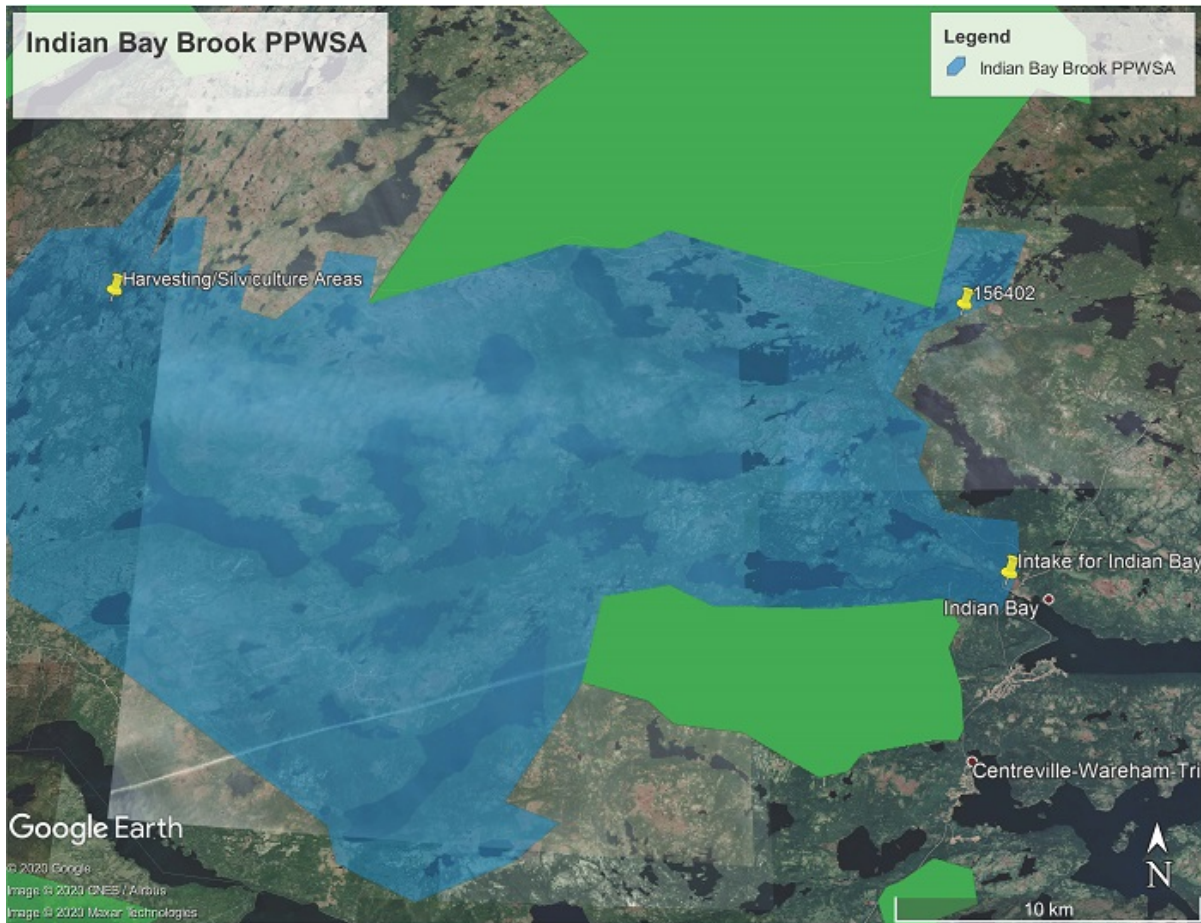 Indian Bay Brook PPWSA
Legend
Indian Bay Brook PPWSA
Harvesting/Silviculture Areas
156402
Intake for Indian Bay
Indian Bay
Centreville-Wareham-Tri
Google Earth
© 2020 Google
Image © 2020 CNES / Airbus
Image © 2020 Maxar Technologies
N
10 km